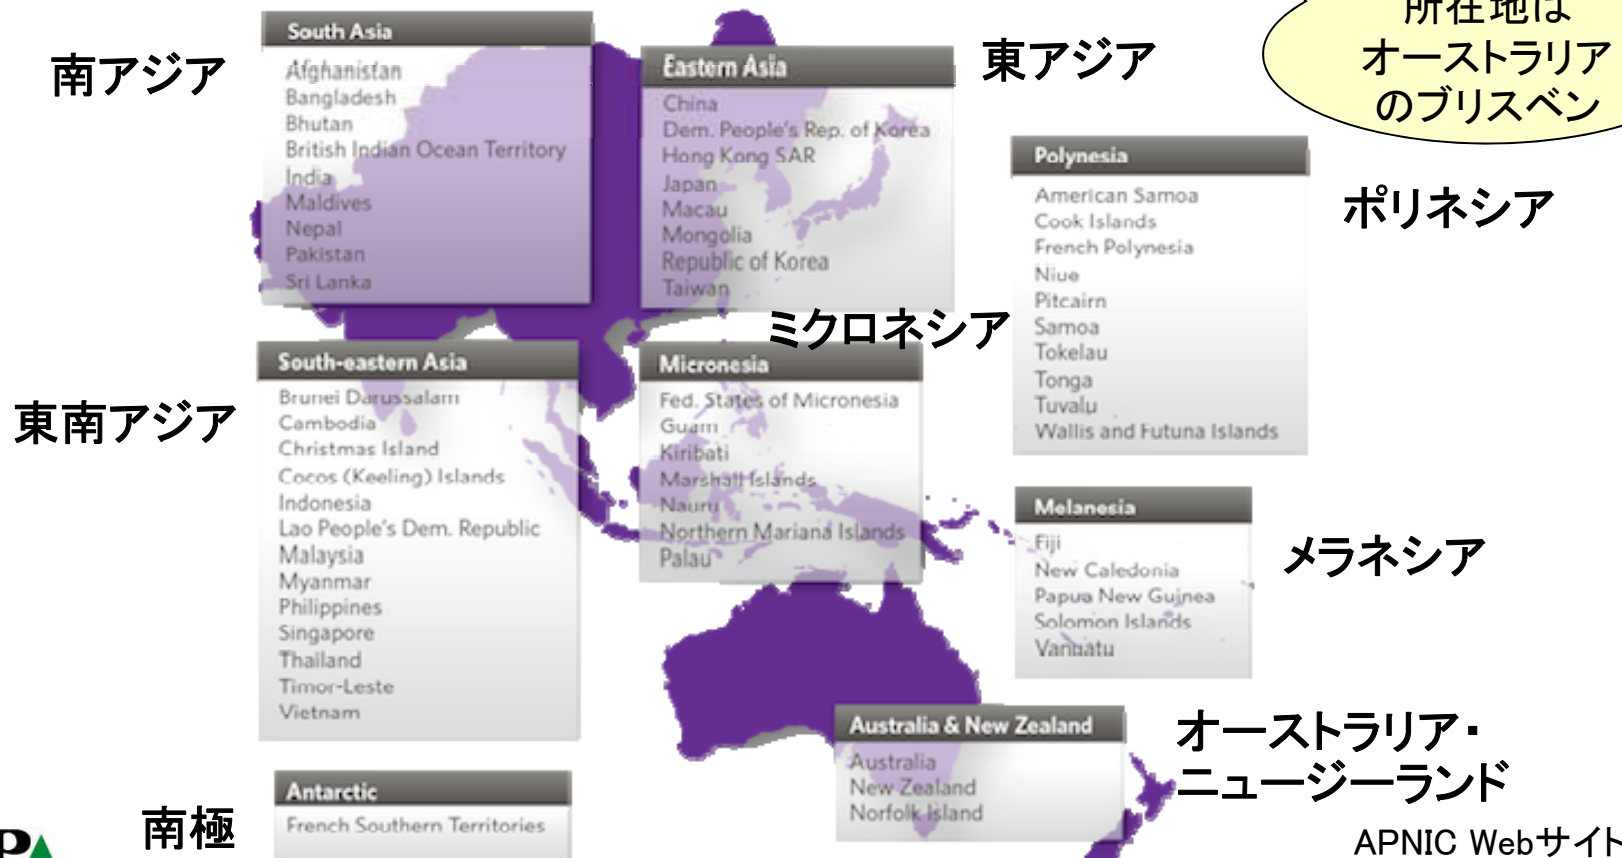 所在地は
オーストラリア
のブリスベン
南アジア
South Asia
Afghanistan
Bangladesh
Bhutan
British Indian Ocean Territory
India
Maldives
Nepal
Pakistan
Sri Lanka
東アジア
Eastern Asia
China
Dem. People's Rep. of Korea
Hong Kong SAR
Japan
Macau
Mongolia
Republic of Korea
Taiwan
ポリネシア
Polynesia
American Samoa
Cook Islands
French Polynesia
Niue
Pitcairn
Samoa
Tokelau
Tonga
Tuvalu
Wallis and Futuna Islands
東南アジア
South-eastern Asia
Brunei Darussalam
Cambodia
Christmas Island
Cocos (Keeling) Islands
Indonesia
Lao People's Dem. Republic
Malaysia
Myanmar
Philippines
Singapore
Thailand
Timor-Leste
Vietnam
ミクロネシア
Micronesia
Fed. States of Micronesia
Guam
Kiribati
Marshall Islands
Nauru
Northern Mariana Islands
Palau
メラネシア
Melanesia
Fiji
New Caledonia
Papua New Guinea
Solomon Islands
Vanuatu
オーストラリア・
ニュージーランド
Australia & New Zealand
Australia
New Zealand
Norfolk Island
南極
Antarctic
French Southern Territories
APNIC Webサイト